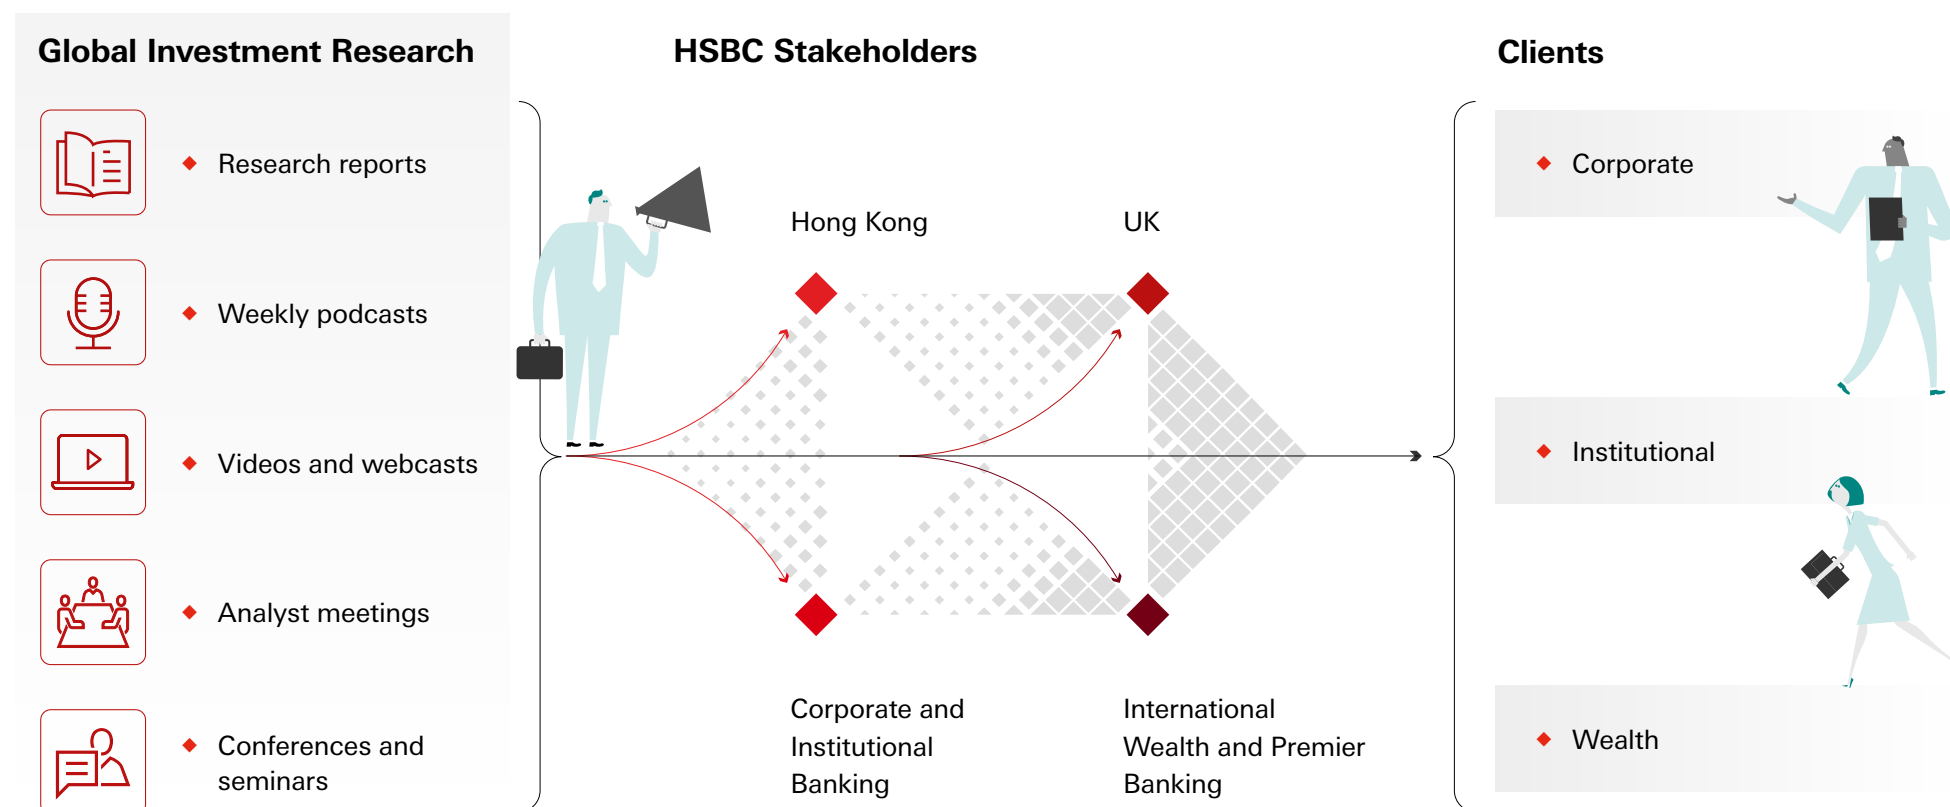 Global Investment Research
Research reports
Weekly podcasts
Videos and webcasts
Analyst meetings
Conferences and
seminars
HSBC Stakeholders
Hong Kong
UK
Corporate and
Institutional
Banking
International
Wealth and Premier
Banking
Clients
Corporate
Institutional
Wealth